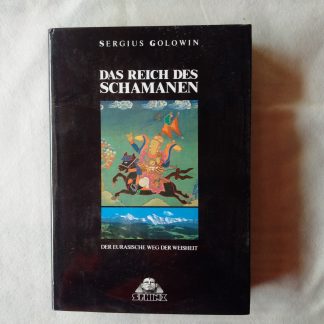 SERGIUS GOLOWIN
DAS REICH DES
SCHAMANEN
DER EURASISCHE WEG DER WEISHEIT
SPHINX